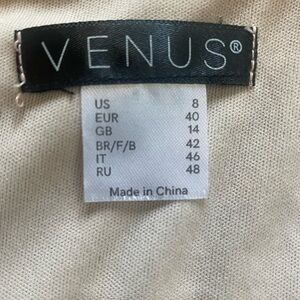 VENUS®
US 8
EUR 40
GB 14
BR/F/B 42
IT 46
RU 48
Made in China